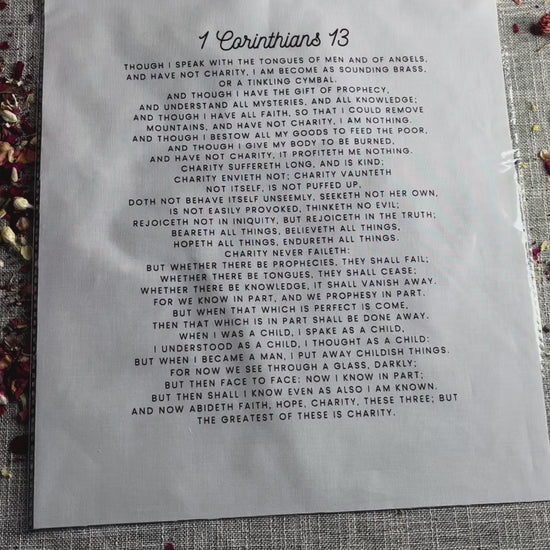 1 Corinthians 13
THOUGH I SPEAK WITH THE TONGUES OF MEN AND OF ANGELS,
AND HAVE NOT CHARITY, I AM BECOME AS SOUNDING BRASS,
OR A TINKLING CYMBAL.
AND THOUGH I HAVE THE GIFT OF PROPHECY,
AND UNDERSTAND ALL MYSTERIES, AND ALL KNOWLEDGE;
AND THOUGH I HAVE ALL FAITH, SO THAT I COULD REMOVE
MOUNTAINS, AND HAVE NOT CHARITY, I AM NOTHING.
AND THOUGH I BESTOW ALL MY GOODS TO FEED THE POOR,
AND THOUGH I GIVE MY BODY TO BE BURNED,
AND HAVE NOT CHARITY, IT PROFITETH ME NOTHING.
CHARITY SUFFERETH LONG, AND IS KIND;
CHARITY ENVIETH NOT; CHARITY VAUNTETH
NOT ITSELF, IS NOT PUFFED UP,
DOTH NOT BEHAVE ITSELF UNSEEMLY, SEEKETH NOT HER OWN,
IS NOT EASILY PROVOKED, THINKETH NO EVIL;
REJOICETH NOT IN INIQUITY, BUT REJOICETH IN THE TRUTH;
BEARETH ALL THINGS, BELIEVETH ALL THINGS,
HOPETH ALL THINGS, ENDURETH ALL THINGS.
CHARITY NEVER FAILETH:
BUT WHETHER THERE BE PROPHECIES, THEY SHALL FAIL;
WHETHER THERE BE TONGUES, THEY SHALL CEASE;
WHETHER THERE BE KNOWLEDGE, IT SHALL VANISH AWAY.
FOR WE KNOW IN PART, AND WE PROPHESY IN PART.
BUT WHEN THAT WHICH IS PERFECT IS COME,
THEN THAT WHICH IS IN PART SHALL BE DONE AWAY.
WHEN I WAS A CHILD, I SPAKE AS A CHILD,
I UNDERSTOOD AS A CHILD, I THOUGHT AS A CHILD:
BUT WHEN I BECAME A MAN, I PUT AWAY CHILDISH THINGS.
FOR NOW WE SEE THROUGH A GLASS, DARKLY;
BUT THEN FACE TO FACE: NOW I KNOW IN PART;
BUT THEN SHALL I KNOW EVEN AS ALSO I AM KNOWN.
AND NOW ABIDETH FAITH, HOPE, CHARITY, THESE THREE; BUT
THE GREATEST OF THESE IS CHARITY.